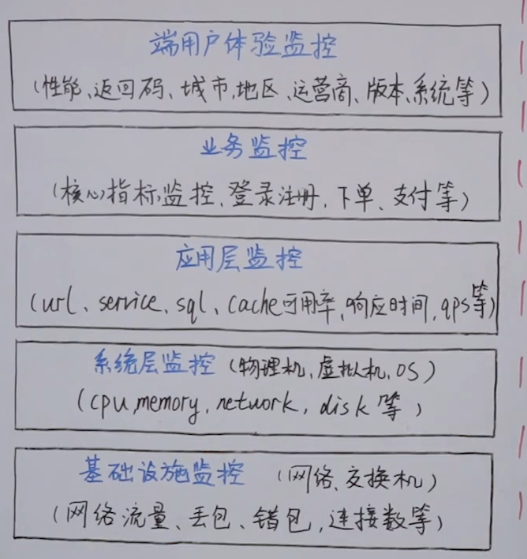 端用户体验监控
(性能、返回码、城市、地区、运营商、版本、系统等)
业务监控
(核心指标监控、登录注册、下单、支付等)
应用层监控
(url、service、sql、cache可用率,响应时间,qps等)
系统层监控 (物理机,虚拟机,OS)
(cpu,memory,network,disk等)
基础设施监控 (网络、交换机)
(网络流量、丢包、错包,连接数等)